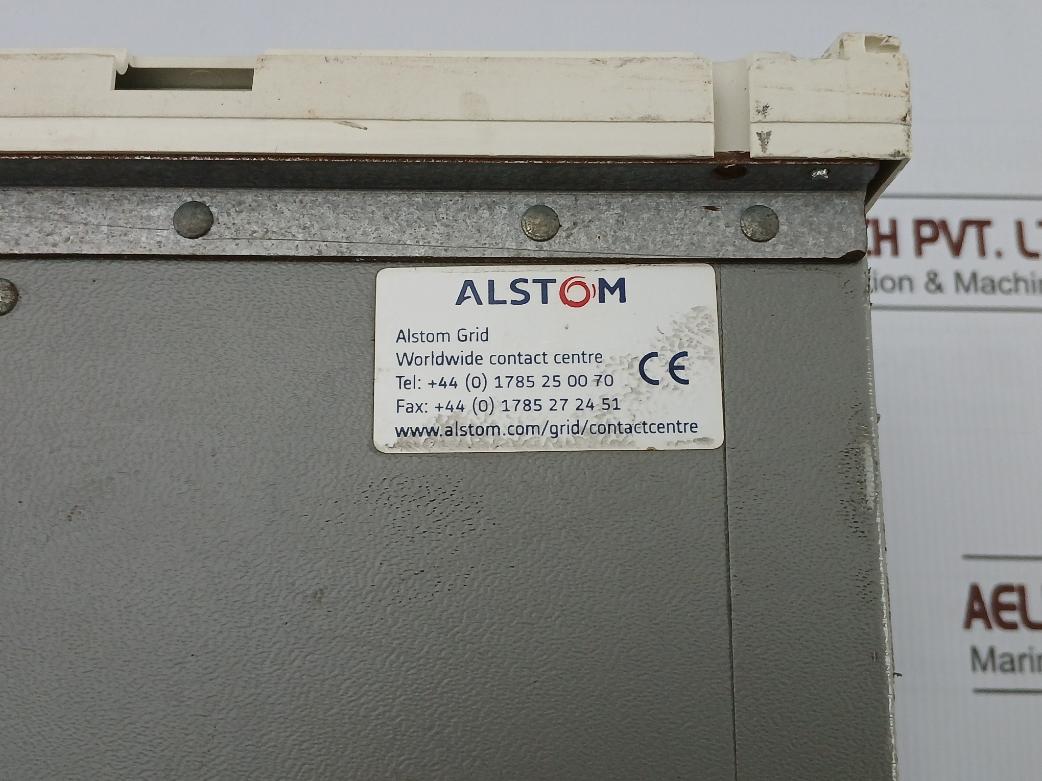 ALSTOM
Alstom Grid
Worldwide contact centre
Tel: +44 (0) 1785 25 00 70
Fax: +44 (0) 1785 27 24 51
www.alstom.com/grid/contactcentre
CE
PVT.
&